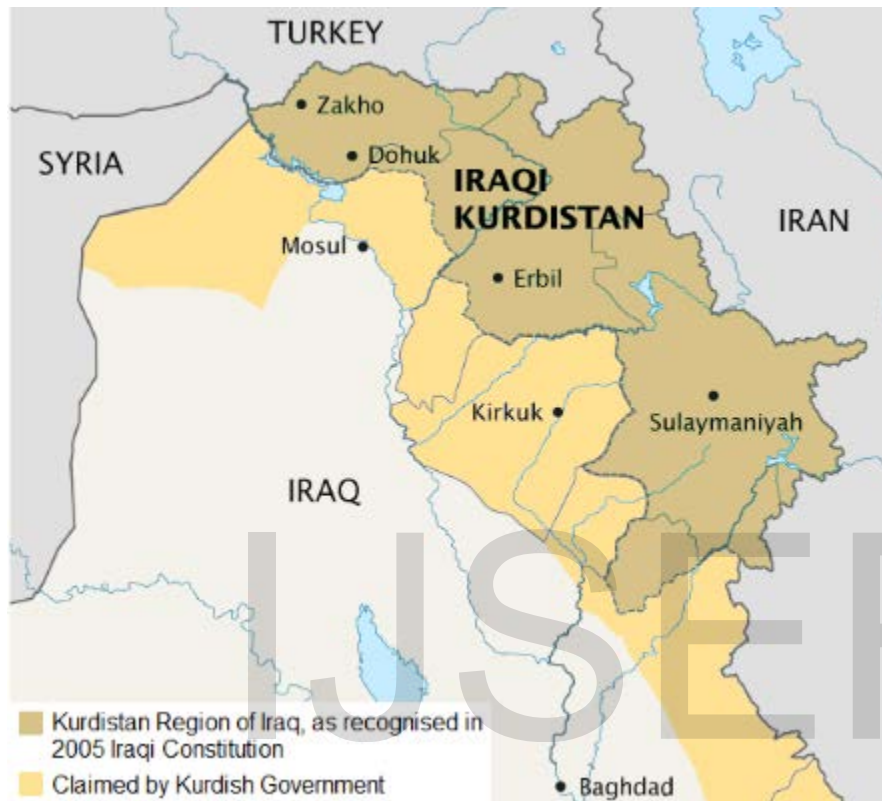 TURKEY
Zakho
Dohuk
SYRIA
IRAQI
KURDISTAN
IRAN
Mosul
Erbil
Kirkuk
Sulaymaniyah
IRAQ
IJSER
Kurdistan Region of Iraq, as recognised in
2005 Iraqi Constitution
Claimed by Kurdish Government
Baghdad